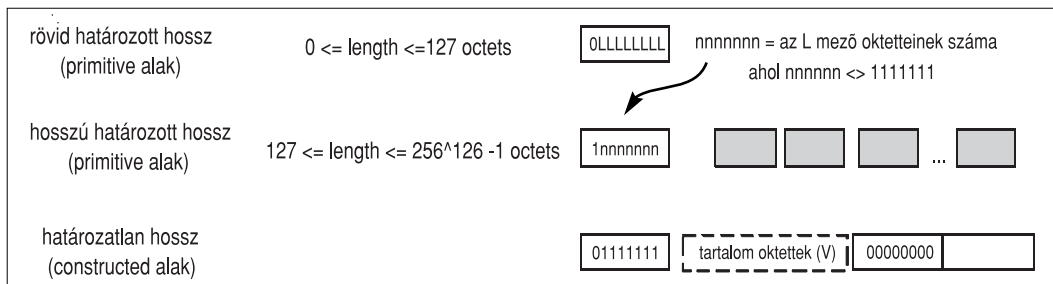 rövid határozott hossz
(primitive alak)
0 <= length <=127 octets
0LLLLLLLL
nnnnnnn = az L mező oktetteinek száma
ahol nnnnnn <> 1111111
hosszú határozott hossz
(primitive alak)
127 <= length <= 256^126 -1 octets
1nnnnnnn
...
határozatlan hossz
(constructed alak)
01111111
tartalom oktettek (V)
00000000